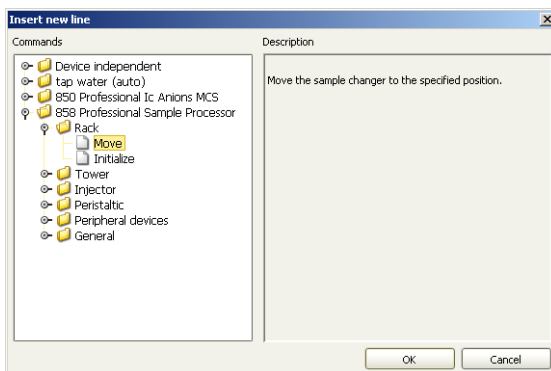 Insert new line
Commands
Description
Device independent
tap water (auto)
850 Professional Ic Anions MCS
858 Professional Sample Processor
Rack
Move
Initialize
Tower
Injector
Peristaltic
Peripheral devices
General
Move the sample changer to the specified position.
OK
Cancel